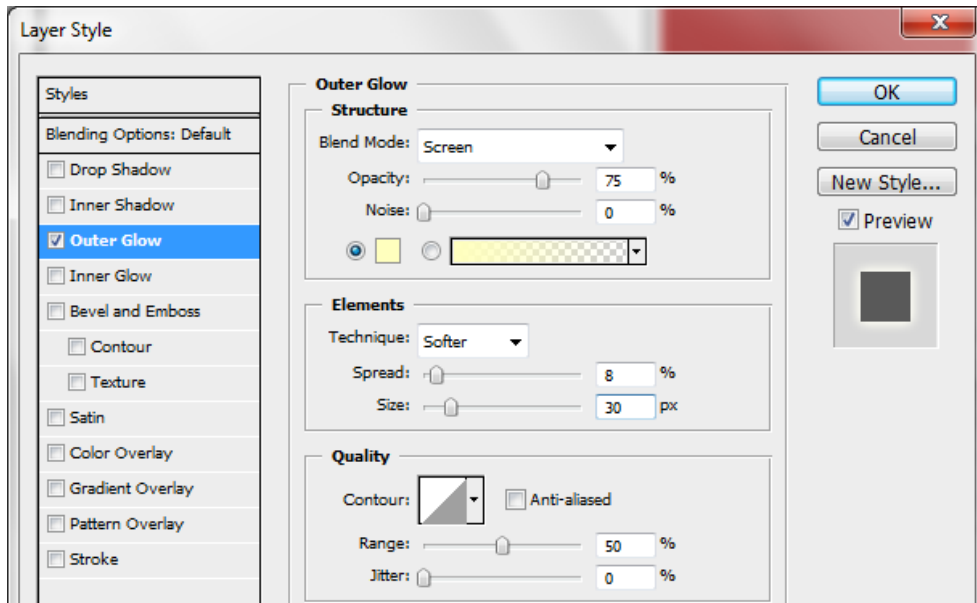 Layer Style
Styles
Blending Options: Default
Drop Shadow
Inner Shadow
Outer Glow
Inner Glow
Bevel and Emboss
Contour
Texture
Satin
Color Overlay
Gradient Overlay
Pattern Overlay
Stroke
Outer Glow
Structure
Blend Mode: Screen
Opacity: 75 %
Noise: 0 %
Elements
Technique: Softer
Spread: 8 %
Size: 30 px
Quality
Contour: Anti-aliased
Range: 50 %
Jitter: 0 %
OK
Cancel
New Style...
Preview